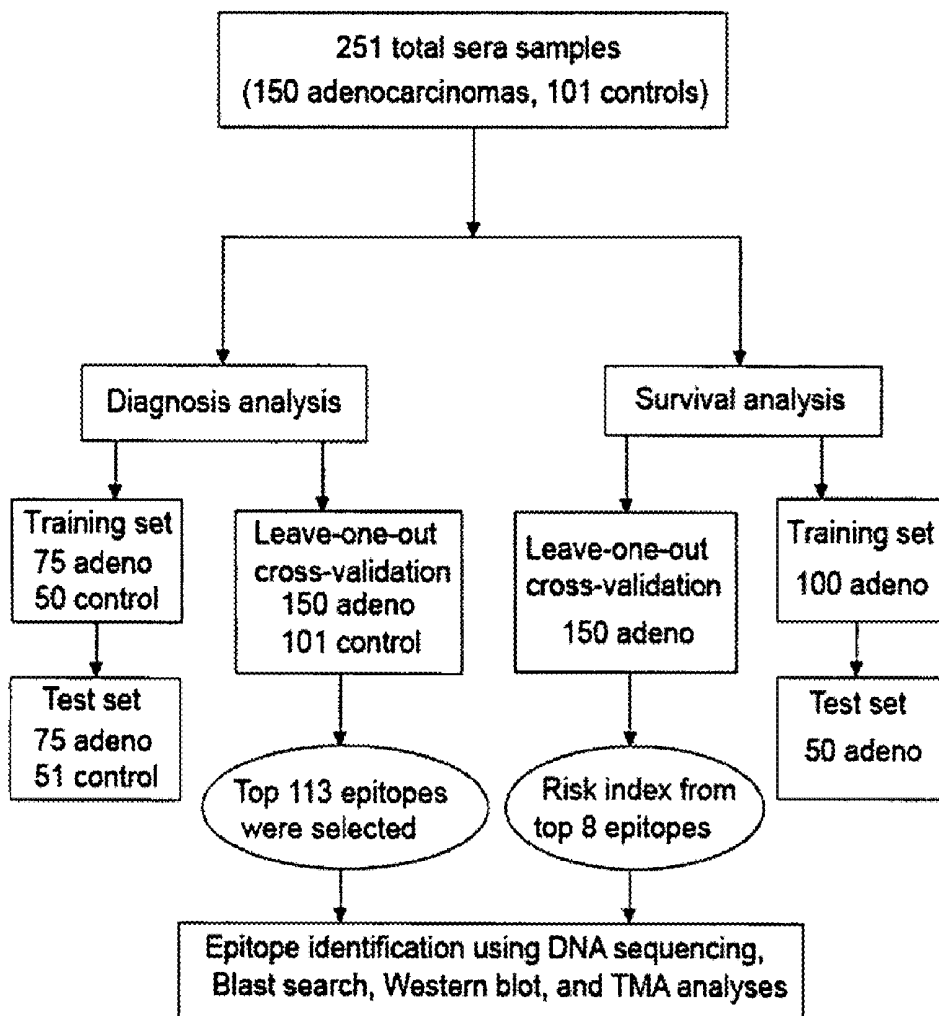 251 total sera samples
(150 adenocarcinomas, 101 controls)
Diagnosis analysis
Survival analysis
Training set
75 adeno
50 control
Leave-one-out
cross-validation
150 adeno
101 control
Leave-one-out
cross-validation
150 adeno
Training set
100 adeno
Test set
75 adeno
51 control
Test set
50 adeno
Top 113 epitopes
were selected
Risk index from
top 8 epitopes
Epitope identification using DNA sequencing,
Blast search, Western blot, and TMA analyses